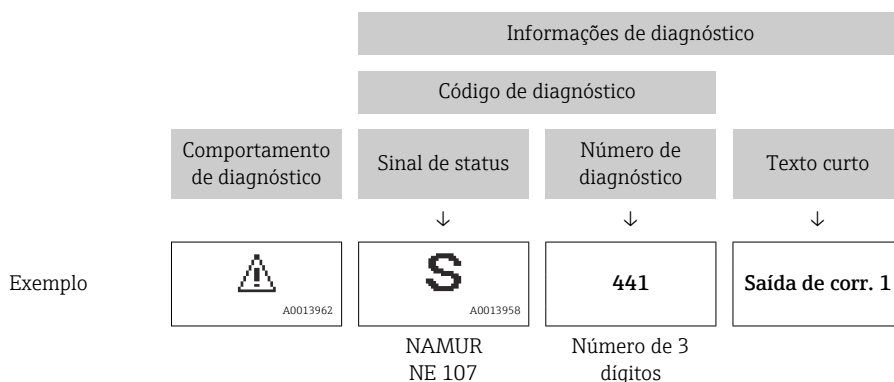 Informações de diagnóstico
Código de diagnóstico
Comportamento
de diagnóstico
Sinal de status
Número de
diagnóstico
Texto curto
↓ ↓ ↓
Exemplo
A0013962
S
A0013958
441
Saída de corr. 1
NAMUR
NE 107
Número de 3
dígitos